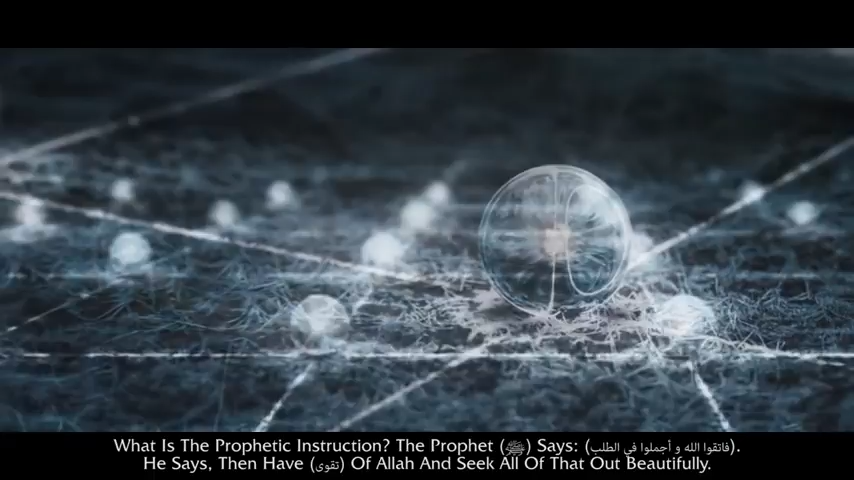 What Is The Prophetic Instruction? The Prophet (ﷺ) Says: (فاتقوا الله و أجملوا في الطلب).
He Says, Then Have (تقوى) Of Allah And Seek All Of That Out Beautifully.